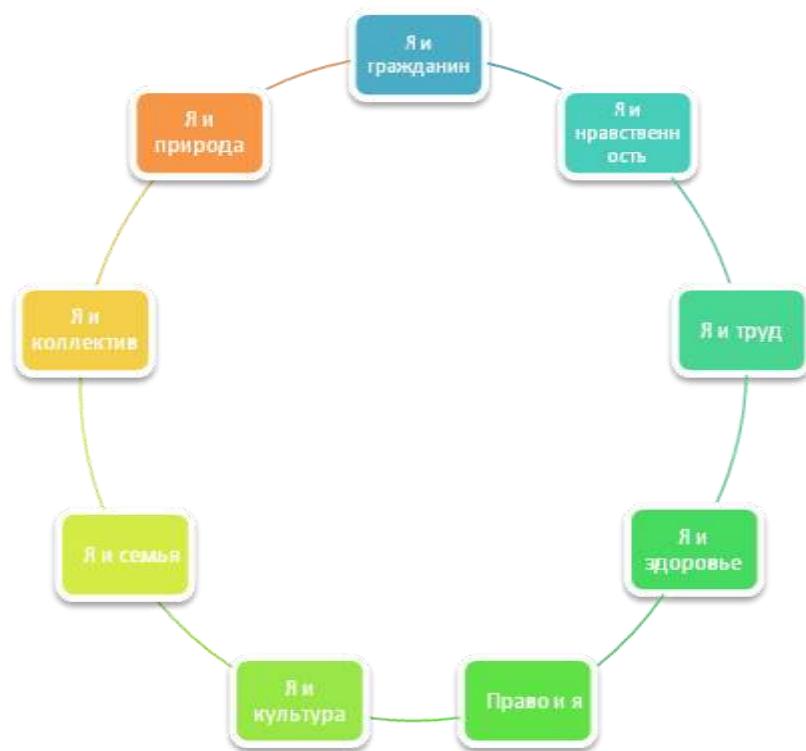 Я и
гражданин
Я и
нравственн
ость
Я и труд
Я и
здоровье
Право и я
Я и
культура
Я и семья
Я и
коллектив
Я и
природа